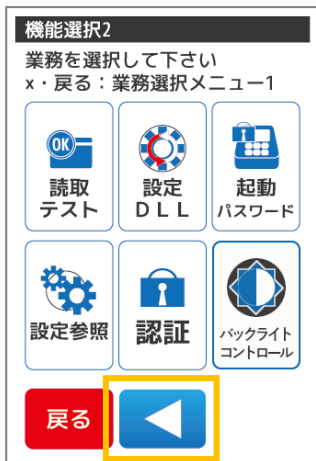 機能選択2
業務を選択して下さい
x・戻る：業務選択メニュー1
OK
読取
テスト
設定
DLL
起動
パスワード
設定参照
認証
バックライト
コントロール
戻る